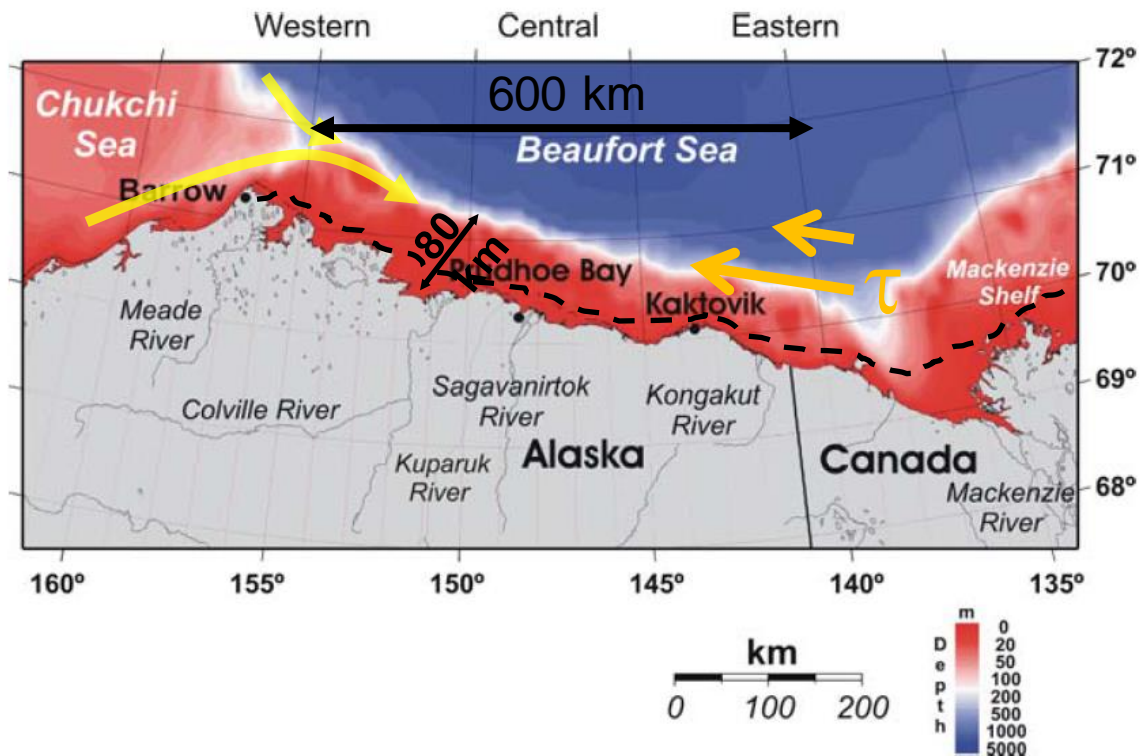 Western Central Eastern
72°
600 km
Chukchi
Sea
Beaufort Sea
71°
Barrow
80
km
Prudhoe Bay
τ
Mackenzie
Shelf
70°
Kaktovik
Meade
River
69°
Sagavanirtok
River
Kongakut
River
Colville River
Alaska
Canada
Kuparuk
River
Mackenzie
River
68°
160° 155° 150° 145° 140° 135°
km
0 100 200
m
Depth
0
20
50
100
200
500
1000
5000